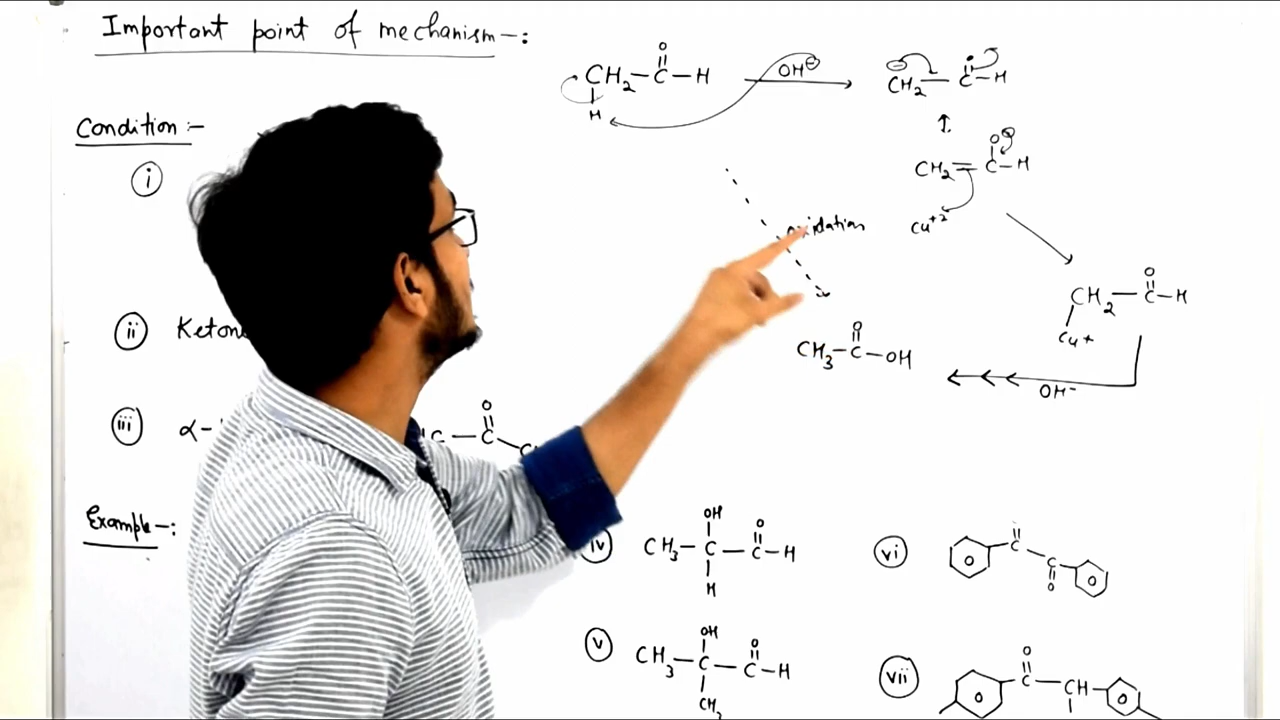 Important point of mechanism-:
CH₂-C-H
O
H
OH⊖
⊖
CH₂-C-H
CH₂=C-H
O⊖
Cu⁺²
Condition:-
i
oxidation
CH₂-C-H
O
Cu+
CH₃-C-OH
O
OH⁻
ii
iii α-
O
C
Example-:
iv CH₃-C-C-H
OH O
H
v CH₃-C-C-H
OH O
CH₃
vi C
C
O
vii C-CH
O